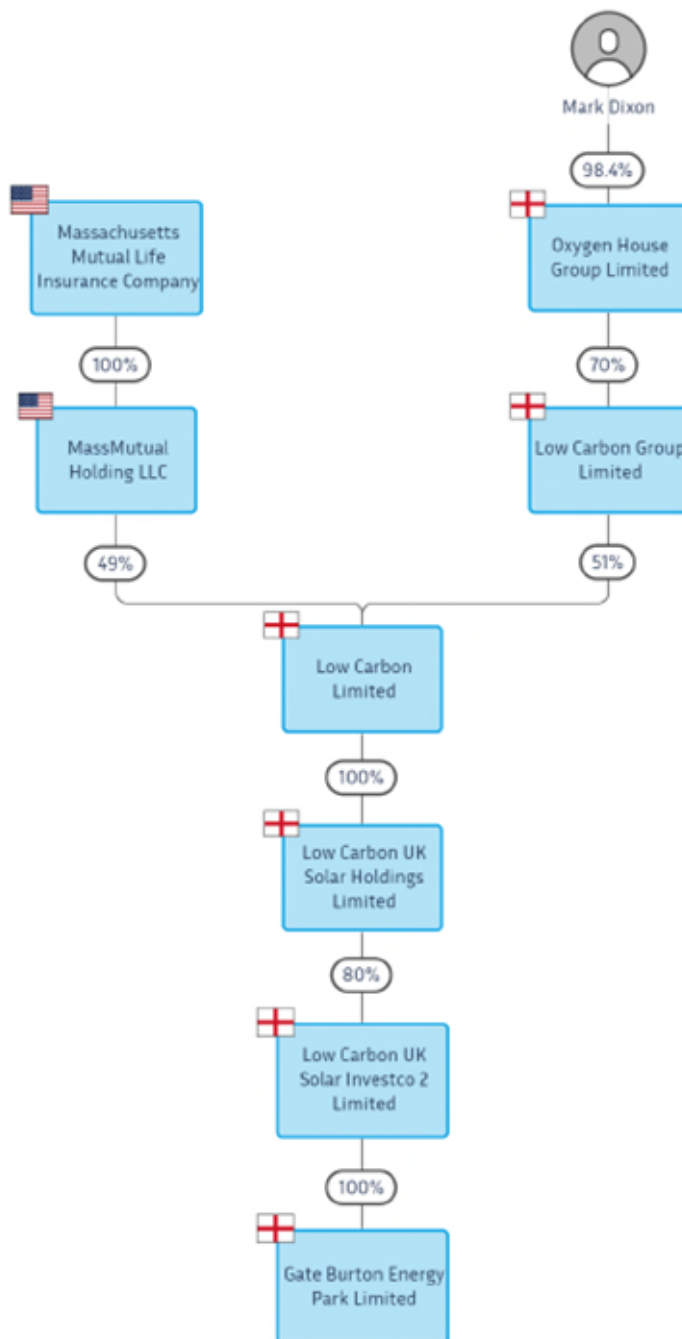 Mark Dixon
98.4%
Massachusetts
Mutual Life
Insurance Company
Oxygen House
Group Limited
100%
70%
MassMutual
Holding LLC
Low Carbon Group
Limited
49%
51%
Low Carbon
Limited
100%
Low Carbon UK
Solar Holdings
Limited
80%
Low Carbon UK
Solar Investco 2
Limited
100%
Gate Burton Energy
Park Limited